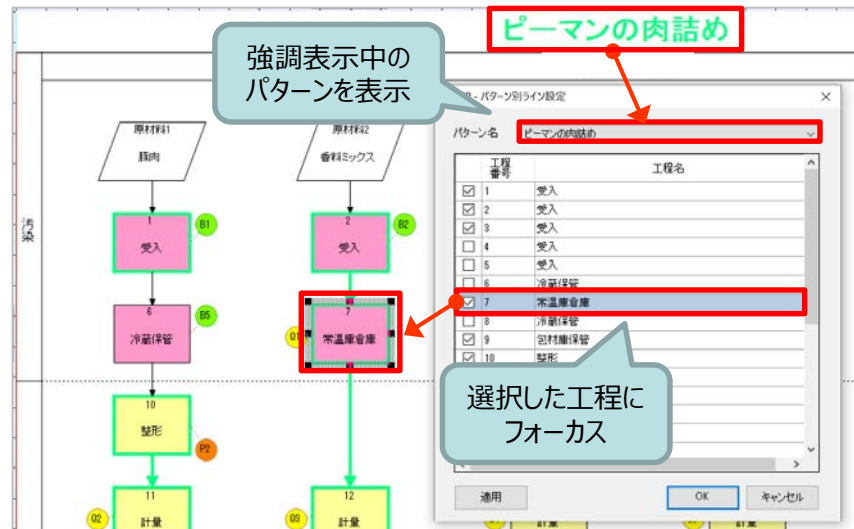 ピーマンの肉詰め
強調表示中の
パターンを表示
パターン別ライン設定
パターン名 ピーマンの肉詰め
工程番号 工程名
1 受入
2 受入
3 受入
4 受入
5 受入
6 冷蔵保管
7 常温庫倉庫
8 冷蔵保管
9 包材庫保管
10 整形
選択した工程に
フォーカス
適用 OK キャンセル
汚染
原材料1
豚肉
1
受入
B1
6
冷蔵保管
B5
10
整形
P2
11
計量
02
原材料2
香料ミックス
2
受入
B2
7
常温庫倉庫
12
計量
09
計量
計量